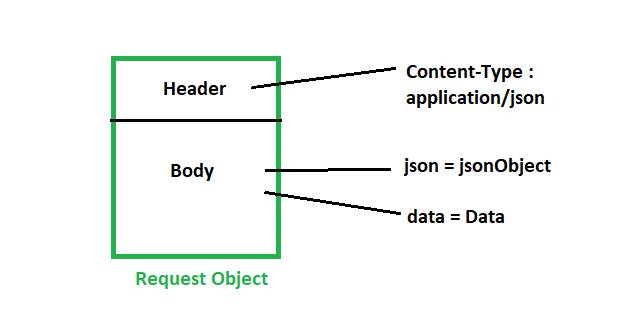 Header
Content-Type :
application/json
Body
json = jsonObject
data = Data
Request Object